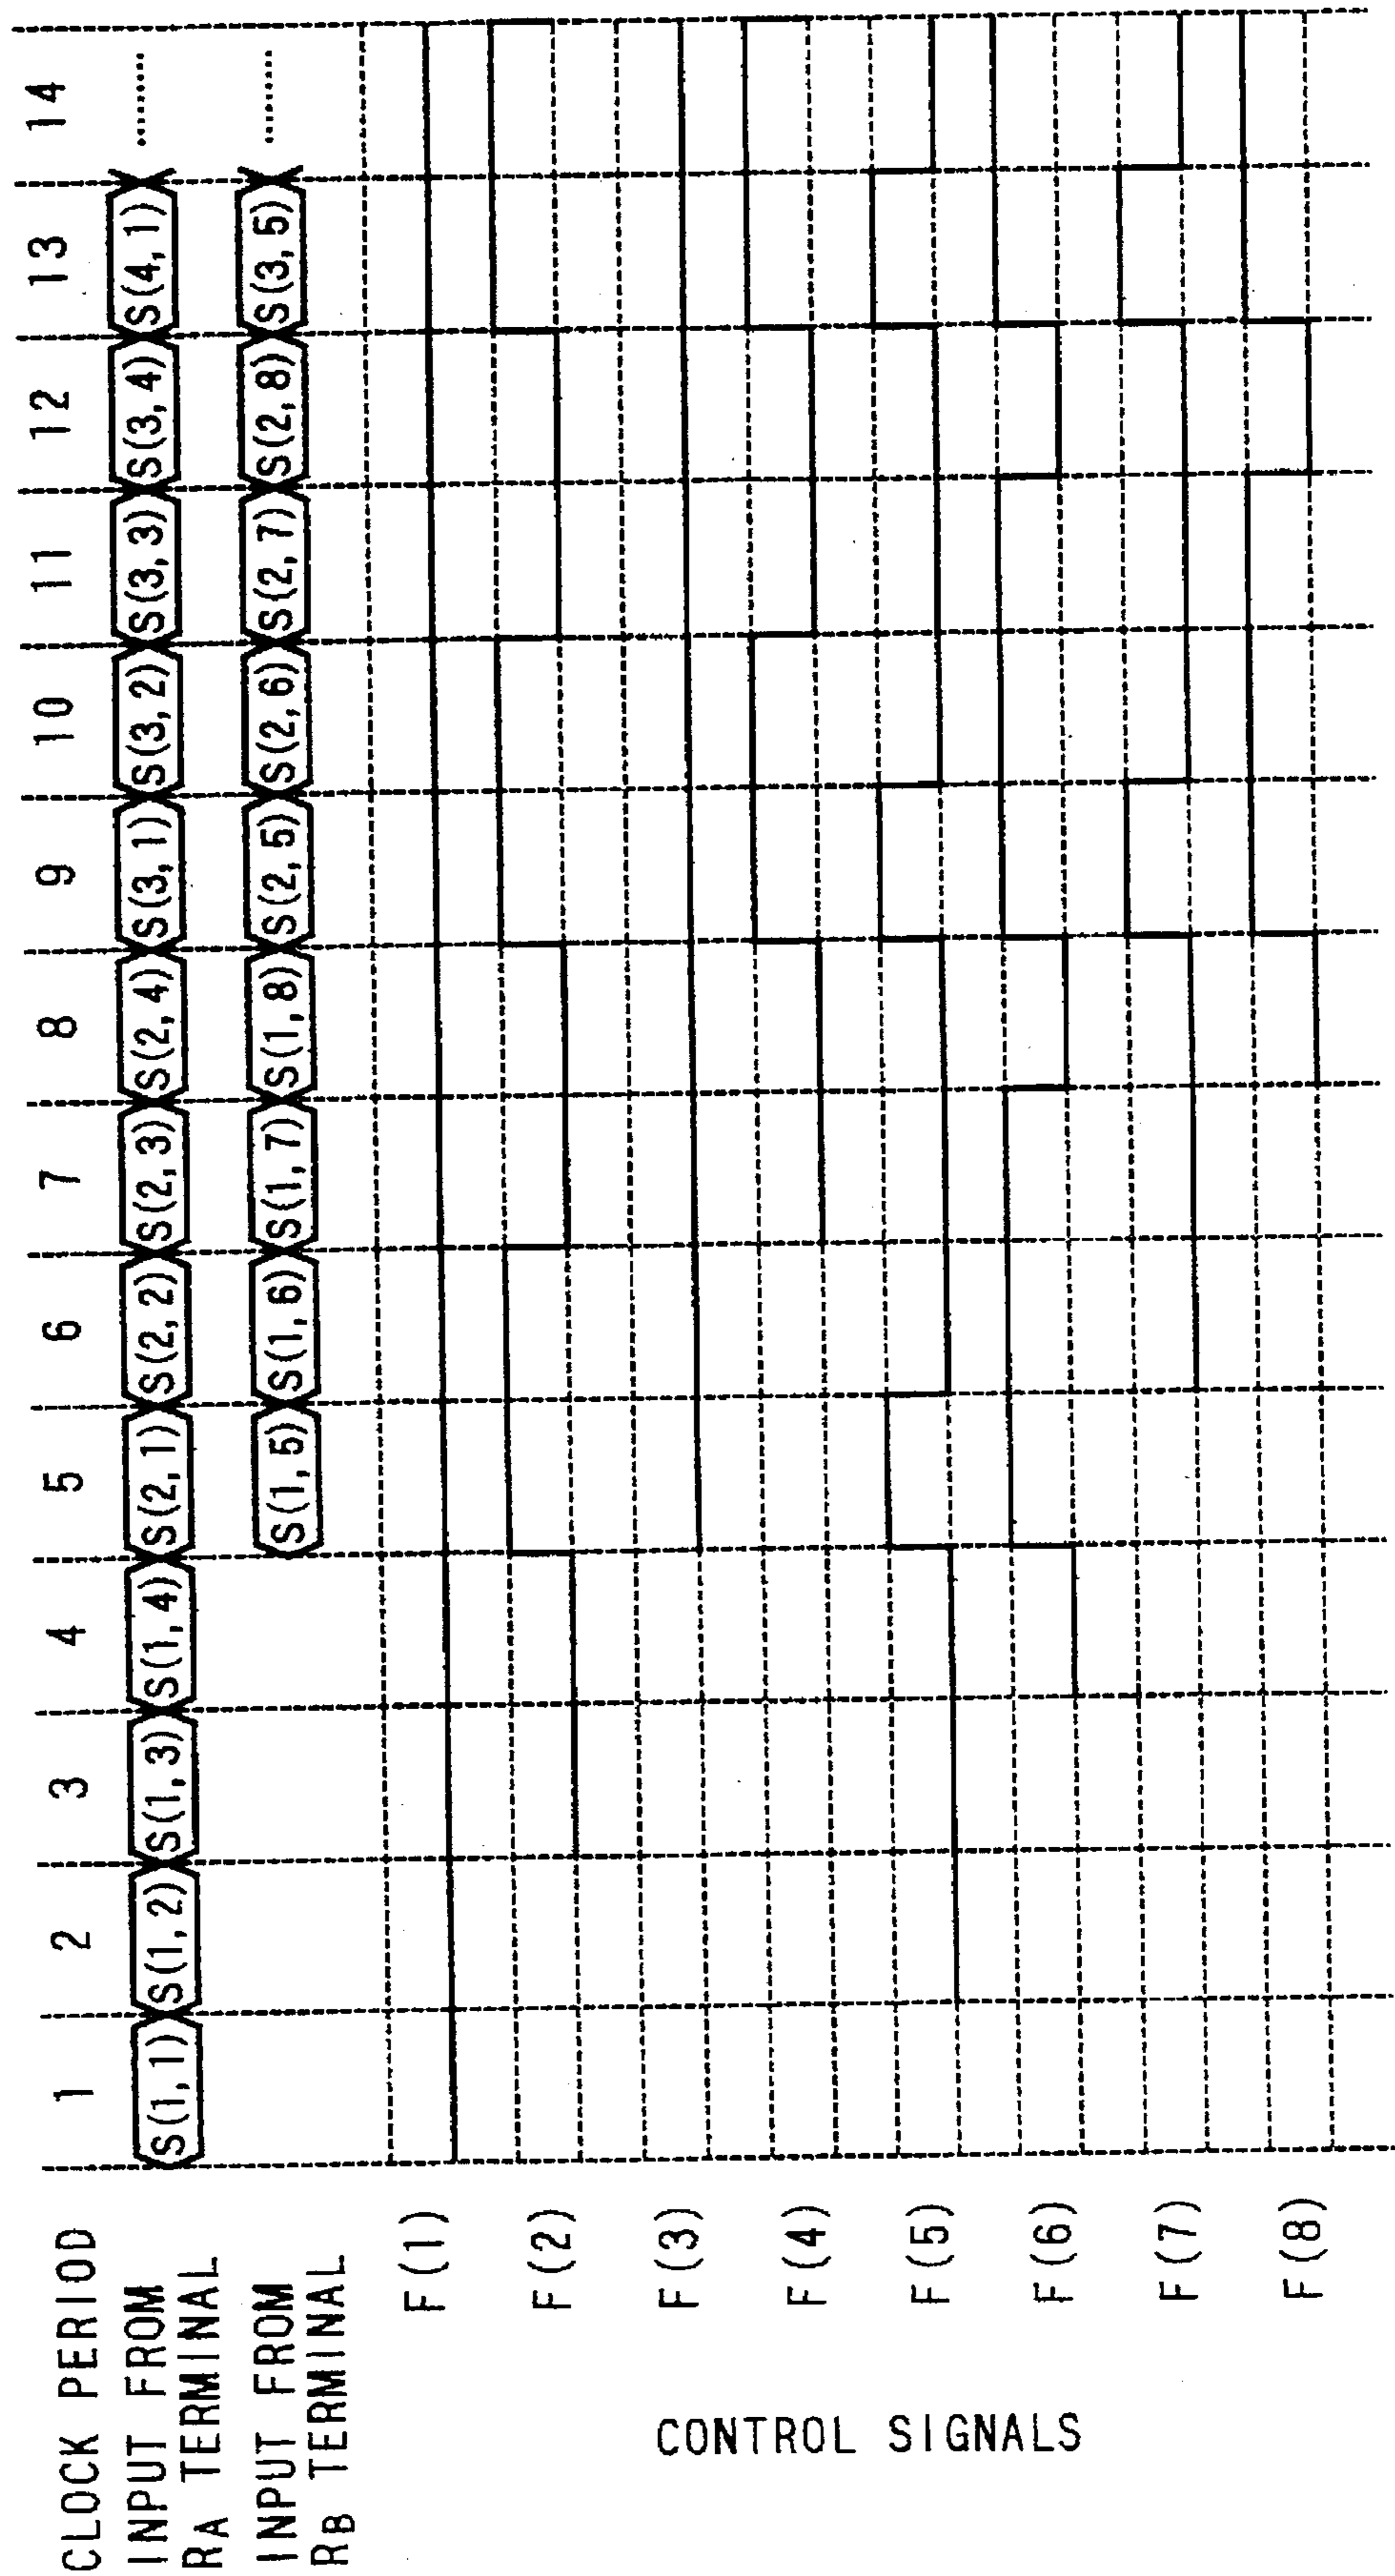 CLOCK PERIOD 1 2 3 4 5 6 7 8 9 10 11 12 13 14
INPUT FROM
RA TERMINAL
S(1,1) S(1,2) S(1,3) S(1,4) S(2,1) S(2,2) S(2,3) S(2,4) S(3,1) S(3,2) S(3,3) S(3,4) S(4,1) ........
INPUT FROM
RB TERMINAL
S(1,5) S(1,6) S(1,7) S(1,8) S(2,5) S(2,6) S(2,7) S(2,8) S(3,5) ........
F(1)
F(2)
F(3)
F(4)
F(5)
F(6)
F(7)
F(8)
CONTROL SIGNALS